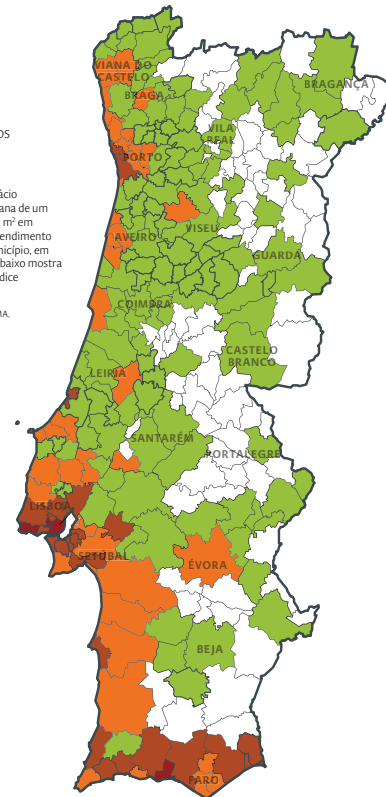 OS
ácio
ana de um
m² em
endimento
nicípio, em
baixo mostra
dice
MA.
VIANA DO
CASTELO
BRAGA
BRAGANÇA
VILA
REAL
PORTO
AVEIRO
VISEU
GUARDA
COIMBRA
CASTELO
BRANCO
LEIRIA
SANTARÉM
PORTALEGRE
LISBOA
SETÚBAL
ÉVORA
BEJA
FARO